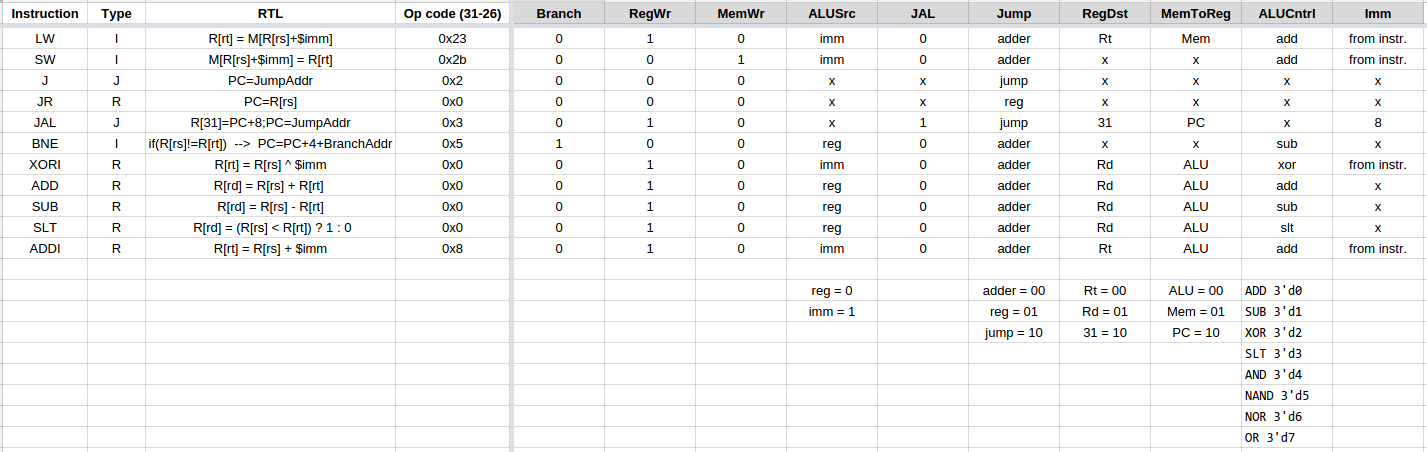 Instruction Type RTL Op code (31-26) Branch RegWr MemWr ALUSrc JAL Jump RegDst MemToReg ALUCntrl Imm
LW I R[rt] = M[R[rs]+$imm] 0x23 0 1 0 imm 0 adder Rt Mem add from instr.
SW I M[R[rs]+$imm] = R[rt] 0x2b 0 0 1 imm 0 adder x x add from instr.
J J PC=JumpAddr 0x2 0 0 0 x x jump x x x x
JR R PC=R[rs] 0x0 0 0 0 x x reg x x x x
JAL J R[31]=PC+8;PC=JumpAddr 0x3 0 1 0 x 1 jump 31 PC x 8
BNE I if(R[rs]!=R[rt]) --> PC=PC+4+BranchAddr 0x5 1 0 0 reg 0 adder x x sub x
XORI R R[rt] = R[rs] ^ $imm 0x0 0 1 0 imm 0 adder Rd ALU xor from instr.
ADD R R[rd] = R[rs] + R[rt] 0x0 0 1 0 reg 0 adder Rd ALU add x
SUB R R[rd] = R[rs] - R[rt] 0x0 0 1 0 reg 0 adder Rd ALU sub x
SLT R R[rd] = (R[rs] < R[rt]) ? 1 : 0 0x0 0 1 0 reg 0 adder Rd ALU slt x
ADDI R R[rt] = R[rs] + $imm 0x8 0 1 0 imm 0 adder Rt ALU add from instr.
reg = 0 adder = 00 Rt = 00 ALU = 00 ADD 3'd0
imm = 1 reg = 01 Rd = 01 Mem = 01 SUB 3'd1
jump = 10 31 = 10 PC = 10 XOR 3'd2
SLT 3'd3
AND 3'd4
NAND 3'd5
NOR 3'd6
OR 3'd7